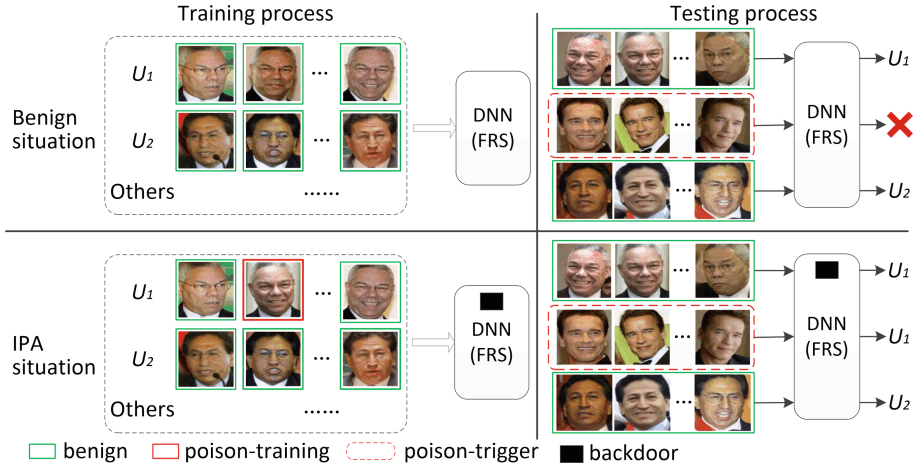 Training process
Testing process
Benign situation
U1
...
U2
...
Others
......
DNN (FRS)
...
...
...
DNN (FRS)
U1
U2
IPA situation
U1
...
U2
...
Others
......
DNN (FRS)
...
...
...
DNN (FRS)
U1
U1
U2
benign
poison-training
poison-trigger
backdoor